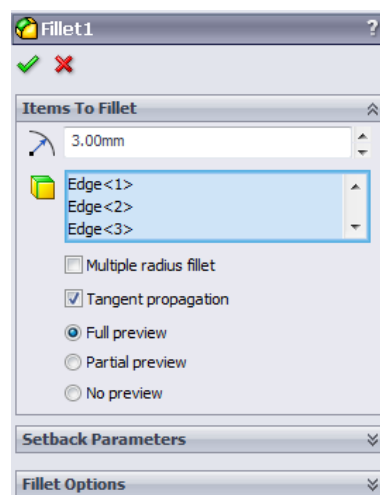 Fillet1 ?
Items To Fillet
3.00mm
Edge<1>
Edge<2>
Edge<3>
Multiple radius fillet
Tangent propagation
Full preview
Partial preview
No preview
Setback Parameters
Fillet Options